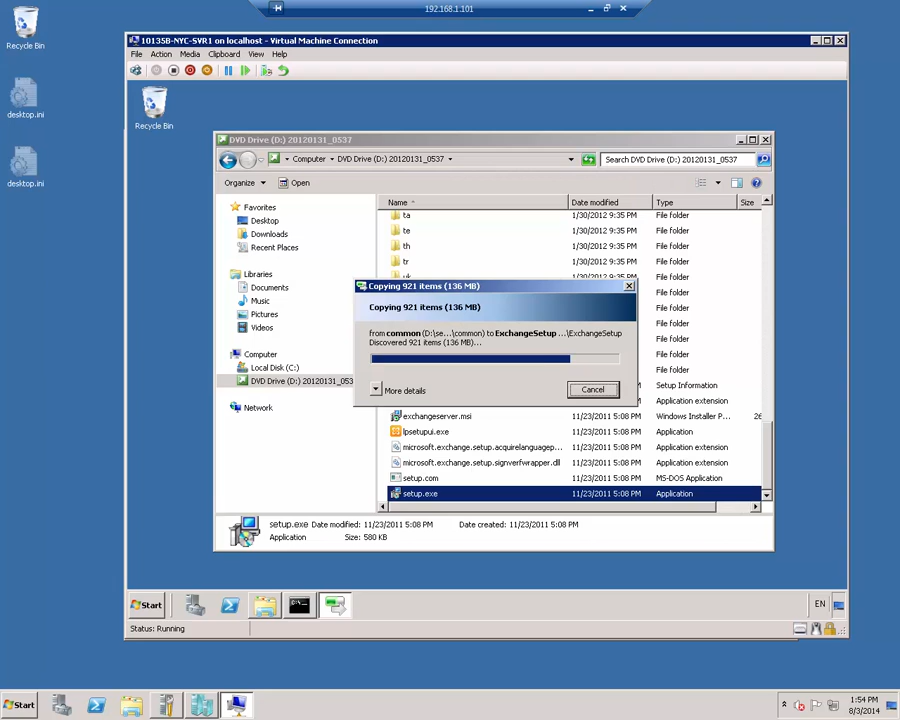 192.168.1.101
Recycle Bin
desktop.ini
desktop.ini
10135B-NYC-SVR1 on localhost - Virtual Machine Connection
File Action Media Clipboard View Help
Recycle Bin
DVD Drive (D:) 20120131_0537
Computer DVD Drive (D:) 20120131_0537
Search DVD Drive (D:) 20120131_0537
Organize Open
Favorites
Desktop
Downloads
Recent Places
Libraries
Documents
Music
Pictures
Videos
Computer
Local Disk (C:)
DVD Drive (D:) 20120131_053
Network
Name Date modified Type Size
ta 1/30/2012 9:35 PM File folder
te 1/30/2012 9:35 PM File folder
th 1/30/2012 9:35 PM File folder
tr 1/30/2012 9:35 PM File folder
uk 1/30/2012 9:35 PM File folder
PM File folder
PM File folder
PM File folder
PM File folder
PM File folder
PM File folder
PM Setup Information
PM Application extension
exchangeserver.msi 11/23/2011 5:08 PM Windows Installer P... 26
lpsetupui.exe 11/23/2011 5:08 PM Application
microsoft.exchange.setup.acquirelanguagep... 11/23/2011 5:08 PM Application extension
microsoft.exchange.setup.signverfwrapper.dll 11/23/2011 5:08 PM Application extension
setup.com 11/23/2011 5:08 PM MS-DOS Application
setup.exe 11/23/2011 5:08 PM Application
Copying 921 items (136 MB)
Copying 921 items (136 MB)
from common (D:\se...\common) to ExchangeSetup ...\ExchangeSetup
Discovered 921 items (136 MB)...
More details
Cancel
setup.exe Date modified: 11/23/2011 5:08 PM Date created: 11/23/2011 5:08 PM
Application Size: 580 KB
Start
EN
Status: Running
Start
1:54 PM
8/3/2014